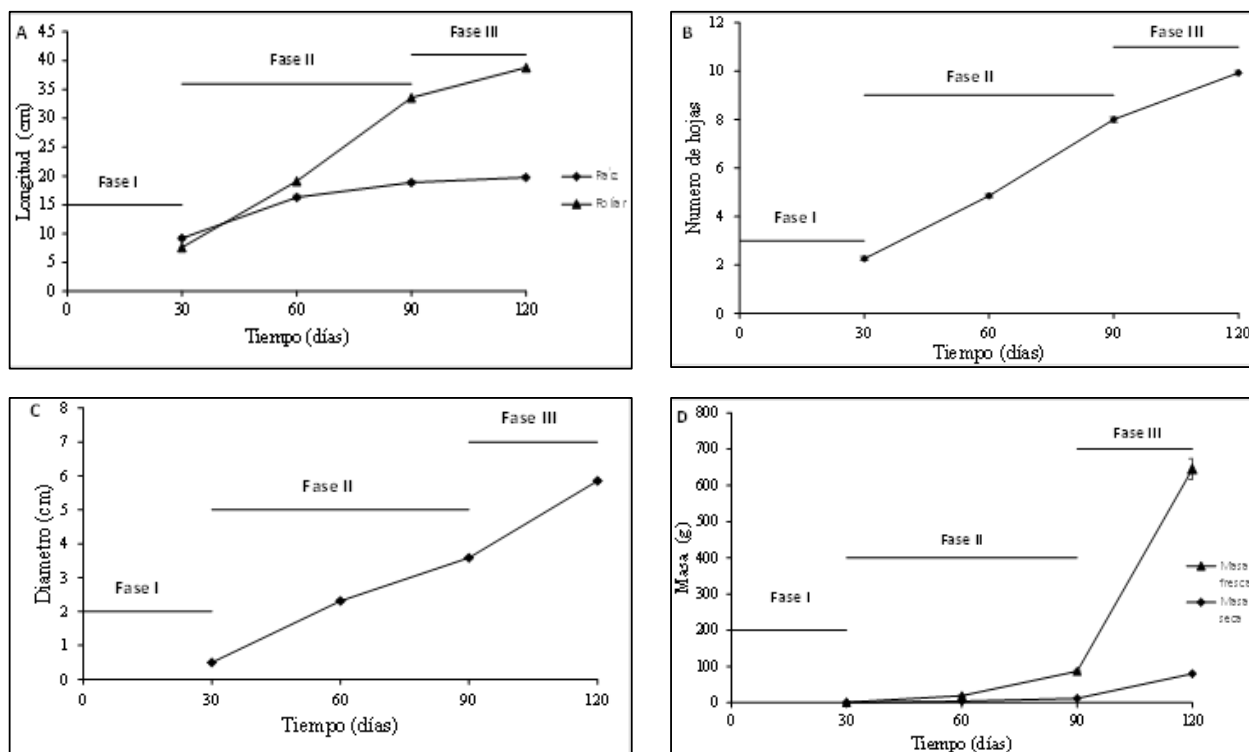 A
Longitud (cm)
45
40
35
30
25
20
15
10
5
0
Fase I
Fase II
Fase III
Raíz
Foliar
0 30 60 90 120
Tiempo (días)
B
Numero de hojas
12
10
8
6
4
2
0
Fase I
Fase II
Fase III
0 30 60 90 120
Tiempo (días)
C
Diametro (cm)
8
7
6
5
4
3
2
1
0
Fase I
Fase II
Fase III
0 30 60 90 120
Tiempo (días)
D
Masa (g)
800
700
600
500
400
300
200
100
0
Fase I
Fase II
Fase III
Masa
fresca
Masa
seca
0 30 60 90 120
Tiempo (días)